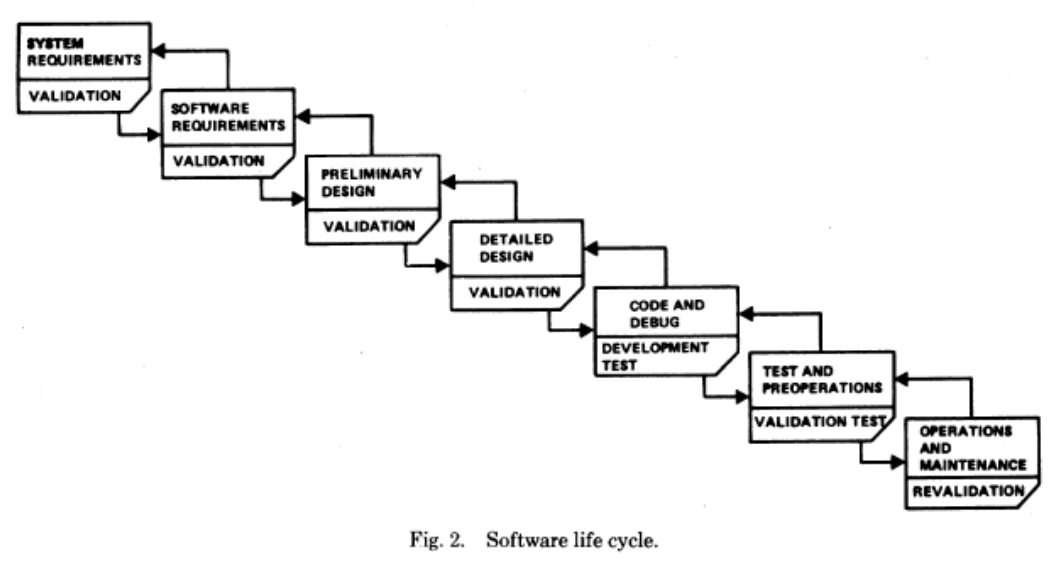 SYSTEM
REQUIREMENTS
VALIDATION
SOFTWARE
REQUIREMENTS
VALIDATION
PRELIMINARY
DESIGN
VALIDATION
DETAILED
DESIGN
VALIDATION
CODE AND
DEBUG
DEVELOPMENT
TEST
TEST AND
PREOPERATIONS
VALIDATION TEST
OPERATIONS
AND
MAINTENANCE
REVALIDATION
Fig. 2. Software life cycle.